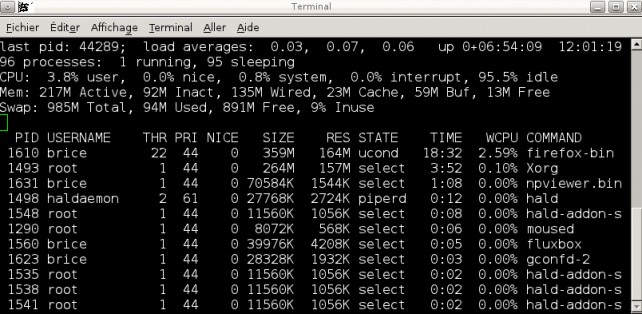 Terminal
Fichier Éditer Affichage Terminal Aller Aide
last pid: 44289;  load averages:  0.03,  0.07,  0.06   up 0+06:54:09  12:01:19
96 processes:  1 running, 95 sleeping
CPU:  3.8% user,  0.0% nice,  0.8% system,  0.0% interrupt, 95.5% idle
Mem: 217M Active, 92M Inact, 135M Wired, 23M Cache, 59M Buf, 13M Free
Swap: 985M Total, 94M Used, 891M Free, 9% Inuse
PID USERNAME   THR PRI NICE   SIZE    RES STATE    TIME   WCPU COMMAND
1610 brice       22  44    0   359M   164M ucond   18:32  2.59% firefox-bin
1493 root         1  44    0   264M   157M select   3:52  0.10% Xorg
1631 brice        1  44    0 70584K  1544K select   1:08  0.00% npviewer.bin
1498 haldaemon    2  61    0 27768K  2724K piperd   0:12  0.00% hald
1548 root         1  44    0 11560K  1056K select   0:08  0.00% hald-addon-s
1290 root         1  44    0  8072K   568K select   0:06  0.00% moused
1560 brice        1  44    0 39976K  4208K select   0:05  0.00% fluxbox
1623 brice        1  44    0 28328K  1932K select   0:03  0.00% gconfd-2
1535 root         1  44    0 11560K  1056K select   0:02  0.00% hald-addon-s
1538 root         1  44    0 11560K  1056K select   0:02  0.00% hald-addon-s
1541 root         1  44    0 11560K  1056K select   0:02  0.00% hald-addon-s